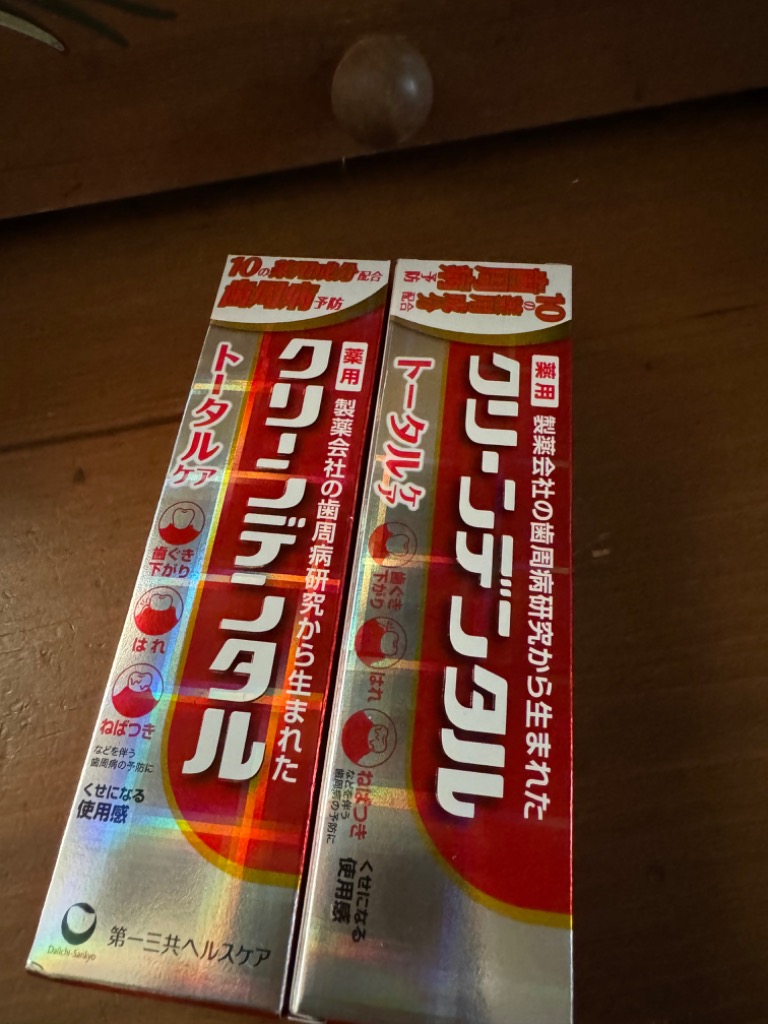 10の薬用成分配合
歯周病予防
薬用
製薬会社の歯周病研究から生まれた
クリーンデンタル
トータルケア
歯ぐき
下がり
はれ
ねばつき
などを伴う
歯周病の予防に
くせになる
使用感
Daiichi-Sankyo
第一三共ヘルスケア
10の薬用成分配合
歯周病予防
薬用
製薬会社の歯周病研究から生まれた
クリーンデンタル
トータルケア
歯ぐき
下がり
はれ
ねばつき
などを伴う
歯周病の予防に
くせになる
使用感